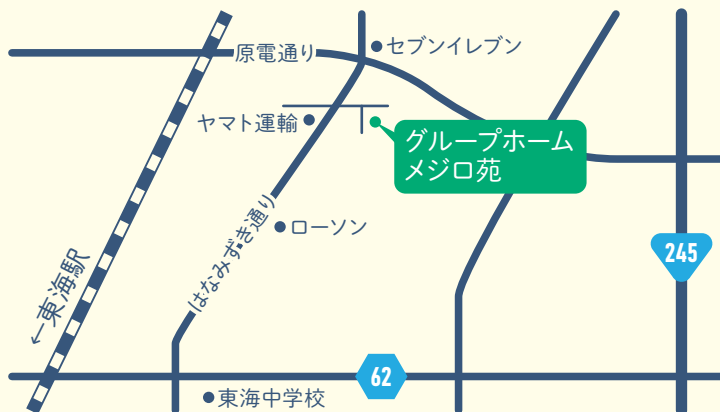 セブンイレブン
原電通り
ヤマト運輸
グループホーム
メジロ苑
はなみずき通り
ローソン
245
←東海駅
62
東海中学校